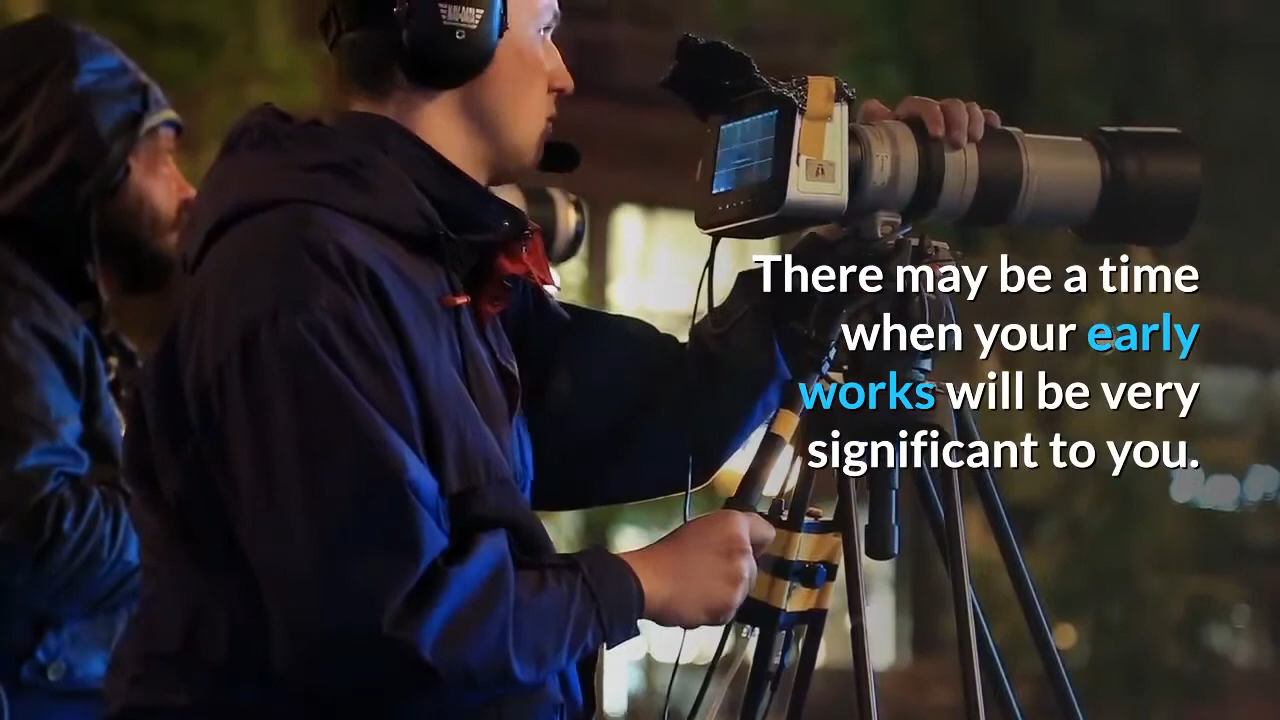 There may be a time
when your early
works will be very
significant to you.